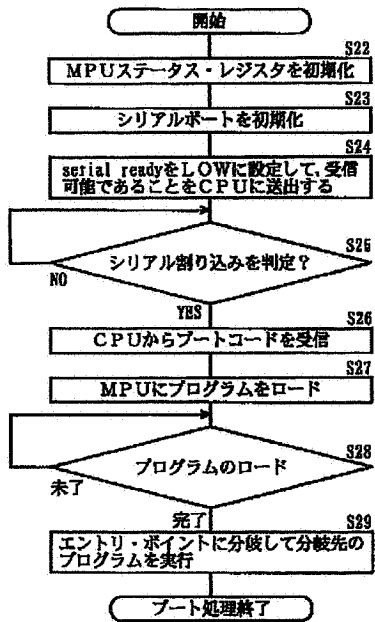 開始
S22
MPUステータス・レジスタを初期化
S23
シリアルポートを初期化
S24
serial readyをLOWに設定して,受信
可能であることをCPUに送出する
S25
シリアル割り込みを判定?
NO
YES
S26
CPUからブートコードを受信
S27
MPUにプログラムをロード
S28
プログラムのロード
未了
完了
S29
エントリ・ポイントに分岐して分岐先の
プログラムを実行
ブート処理終了